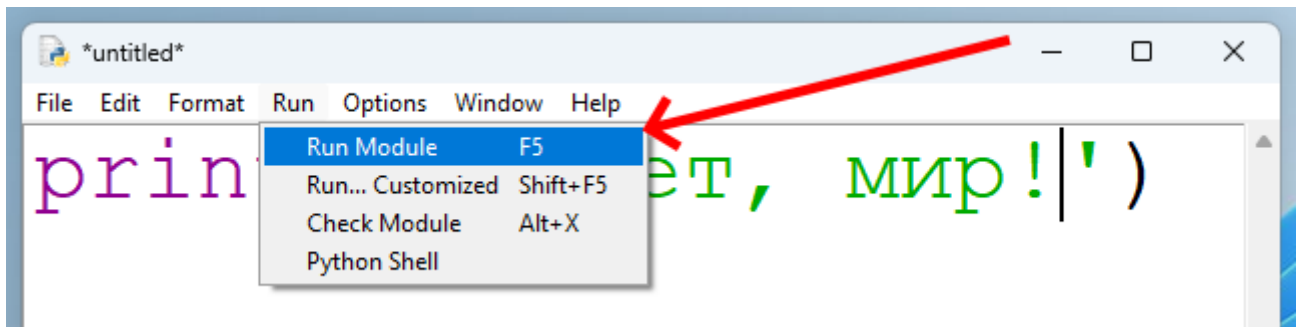 *untitled*
File Edit Format Run Options Window Help
Run Module F5
Run... Customized Shift+F5
Check Module Alt+X
Python Shell
prin ет, мир!')